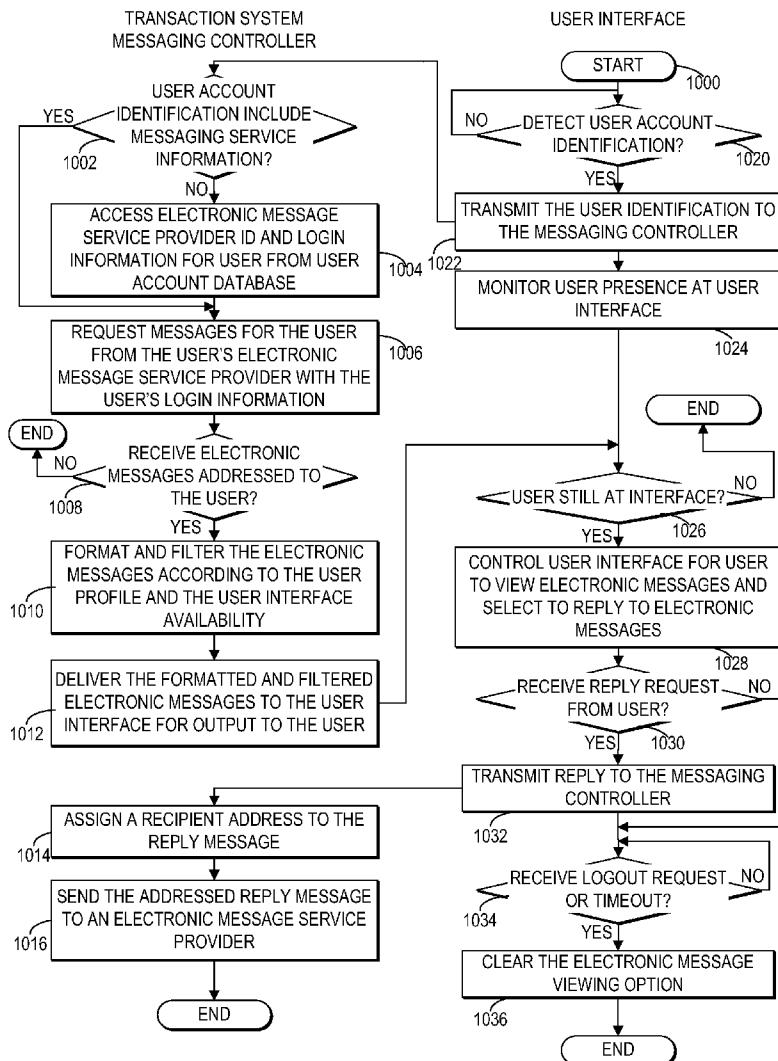 TRANSACTION SYSTEM
MESSAGING CONTROLLER
USER ACCOUNT
IDENTIFICATION INCLUDE
MESSAGING SERVICE
INFORMATION?
YES
1002
NO
ACCESS ELECTRONIC MESSAGE
SERVICE PROVIDER ID AND LOGIN
INFORMATION FOR USER FROM USER
ACCOUNT DATABASE
1004
REQUEST MESSAGES FOR THE USER
FROM THE USER'S ELECTRONIC
MESSAGE SERVICE PROVIDER WITH THE
USER'S LOGIN INFORMATION
1006
END
NO
RECEIVE ELECTRONIC
MESSAGES ADDRESSED TO
THE USER?
1008
YES
FORMAT AND FILTER THE ELECTRONIC
MESSAGES ACCORDING TO THE USER
PROFILE AND THE USER INTERFACE
AVAILABILITY
1010
DELIVER THE FORMATTED AND FILTERED
ELECTRONIC MESSAGES TO THE USER
INTERFACE FOR OUTPUT TO THE USER
1012
ASSIGN A RECIPIENT ADDRESS TO THE
REPLY MESSAGE
1014
SEND THE ADDRESSED REPLY MESSAGE
TO AN ELECTRONIC MESSAGE SERVICE
PROVIDER
1016
END
USER INTERFACE
START
1000
NO
DETECT USER ACCOUNT
IDENTIFICATION?
1020
YES
TRANSMIT THE USER IDENTIFICATION TO
THE MESSAGING CONTROLLER
1022
MONITOR USER PRESENCE AT USER
INTERFACE
1024
END
USER STILL AT INTERFACE?
NO
1026
YES
CONTROL USER INTERFACE FOR USER
TO VIEW ELECTRONIC MESSAGES AND
SELECT TO REPLY TO ELECTRONIC
MESSAGES
1028
RECEIVE REPLY REQUEST
FROM USER?
NO
1030
YES
TRANSMIT REPLY TO THE MESSAGING
CONTROLLER
1032
RECEIVE LOGOUT REQUEST
OR TIMEOUT?
NO
1034
YES
CLEAR THE ELECTRONIC MESSAGE
VIEWING OPTION
1036
END